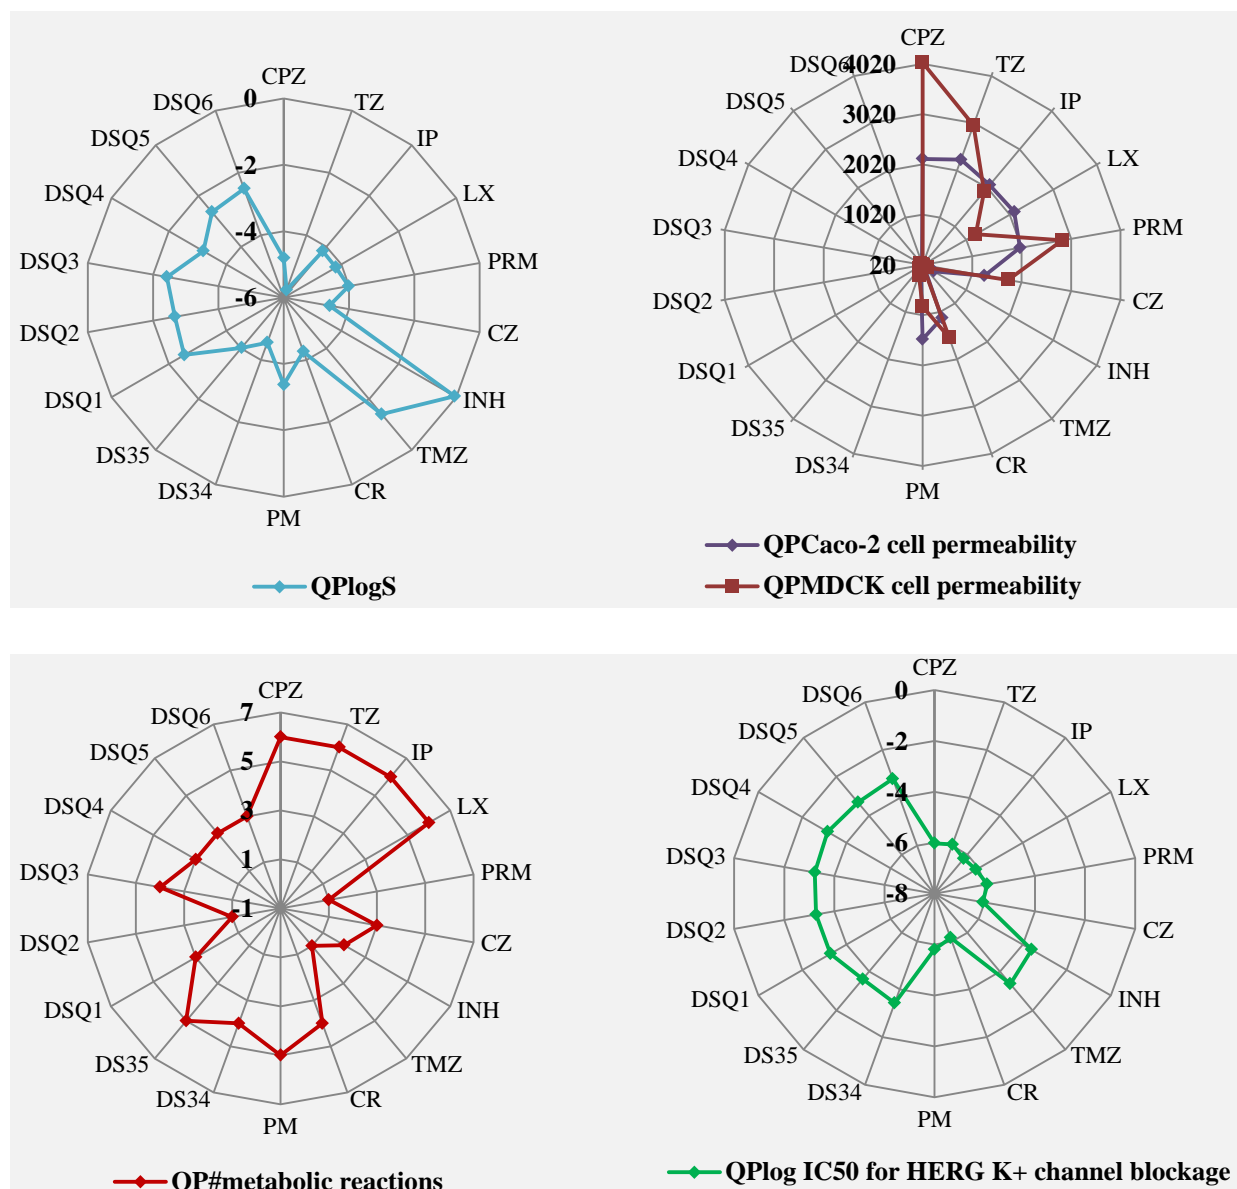 CPZ
TZ
IP
LX
PRM
CZ
INH
TMZ
CR
PM
DS34
DS35
DSQ1
DSQ2
DSQ3
DSQ4
DSQ5
DSQ6
0
-2
-4
-6
QPlogS
CPZ
TZ
IP
LX
PRM
CZ
INH
TMZ
CR
PM
DS34
DS35
DSQ1
DSQ2
DSQ3
DSQ4
DSQ5
DSQ6
4020
3020
2020
1020
20
QPCaco-2 cell permeability
QPMDCK cell permeability
CPZ
TZ
IP
LX
PRM
CZ
INH
TMZ
CR
PM
DS34
DS35
DSQ1
DSQ2
DSQ3
DSQ4
DSQ5
DSQ6
7
5
3
1
-1
QP#metabolic reactions
CPZ
TZ
IP
LX
PRM
CZ
INH
TMZ
CR
PM
DS34
DS35
DSQ1
DSQ2
DSQ3
DSQ4
DSQ5
DSQ6
0
-2
-4
-6
-8
QPlog IC50 for HERG K+ channel blockage